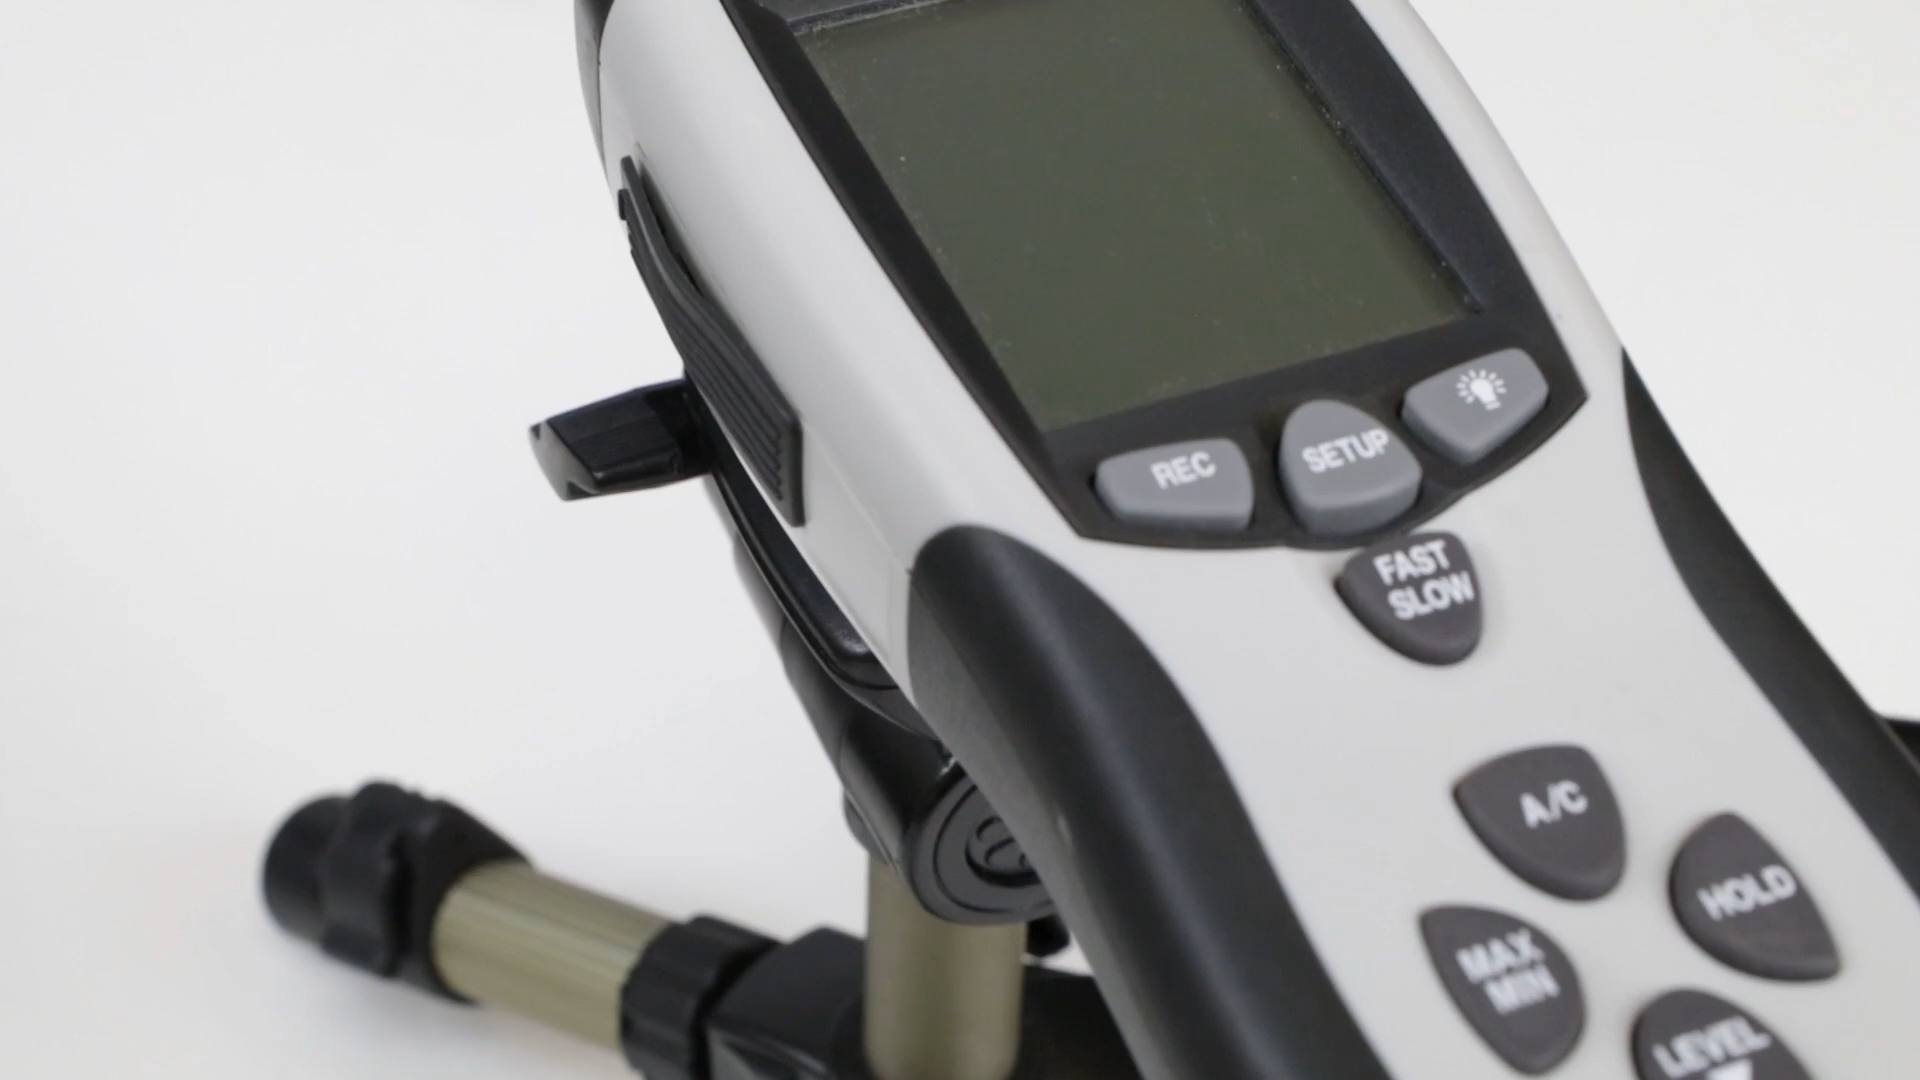 REC
SETUP
FAST
SLOW
A/C
HOLD
MAX
MIN
LEVEL